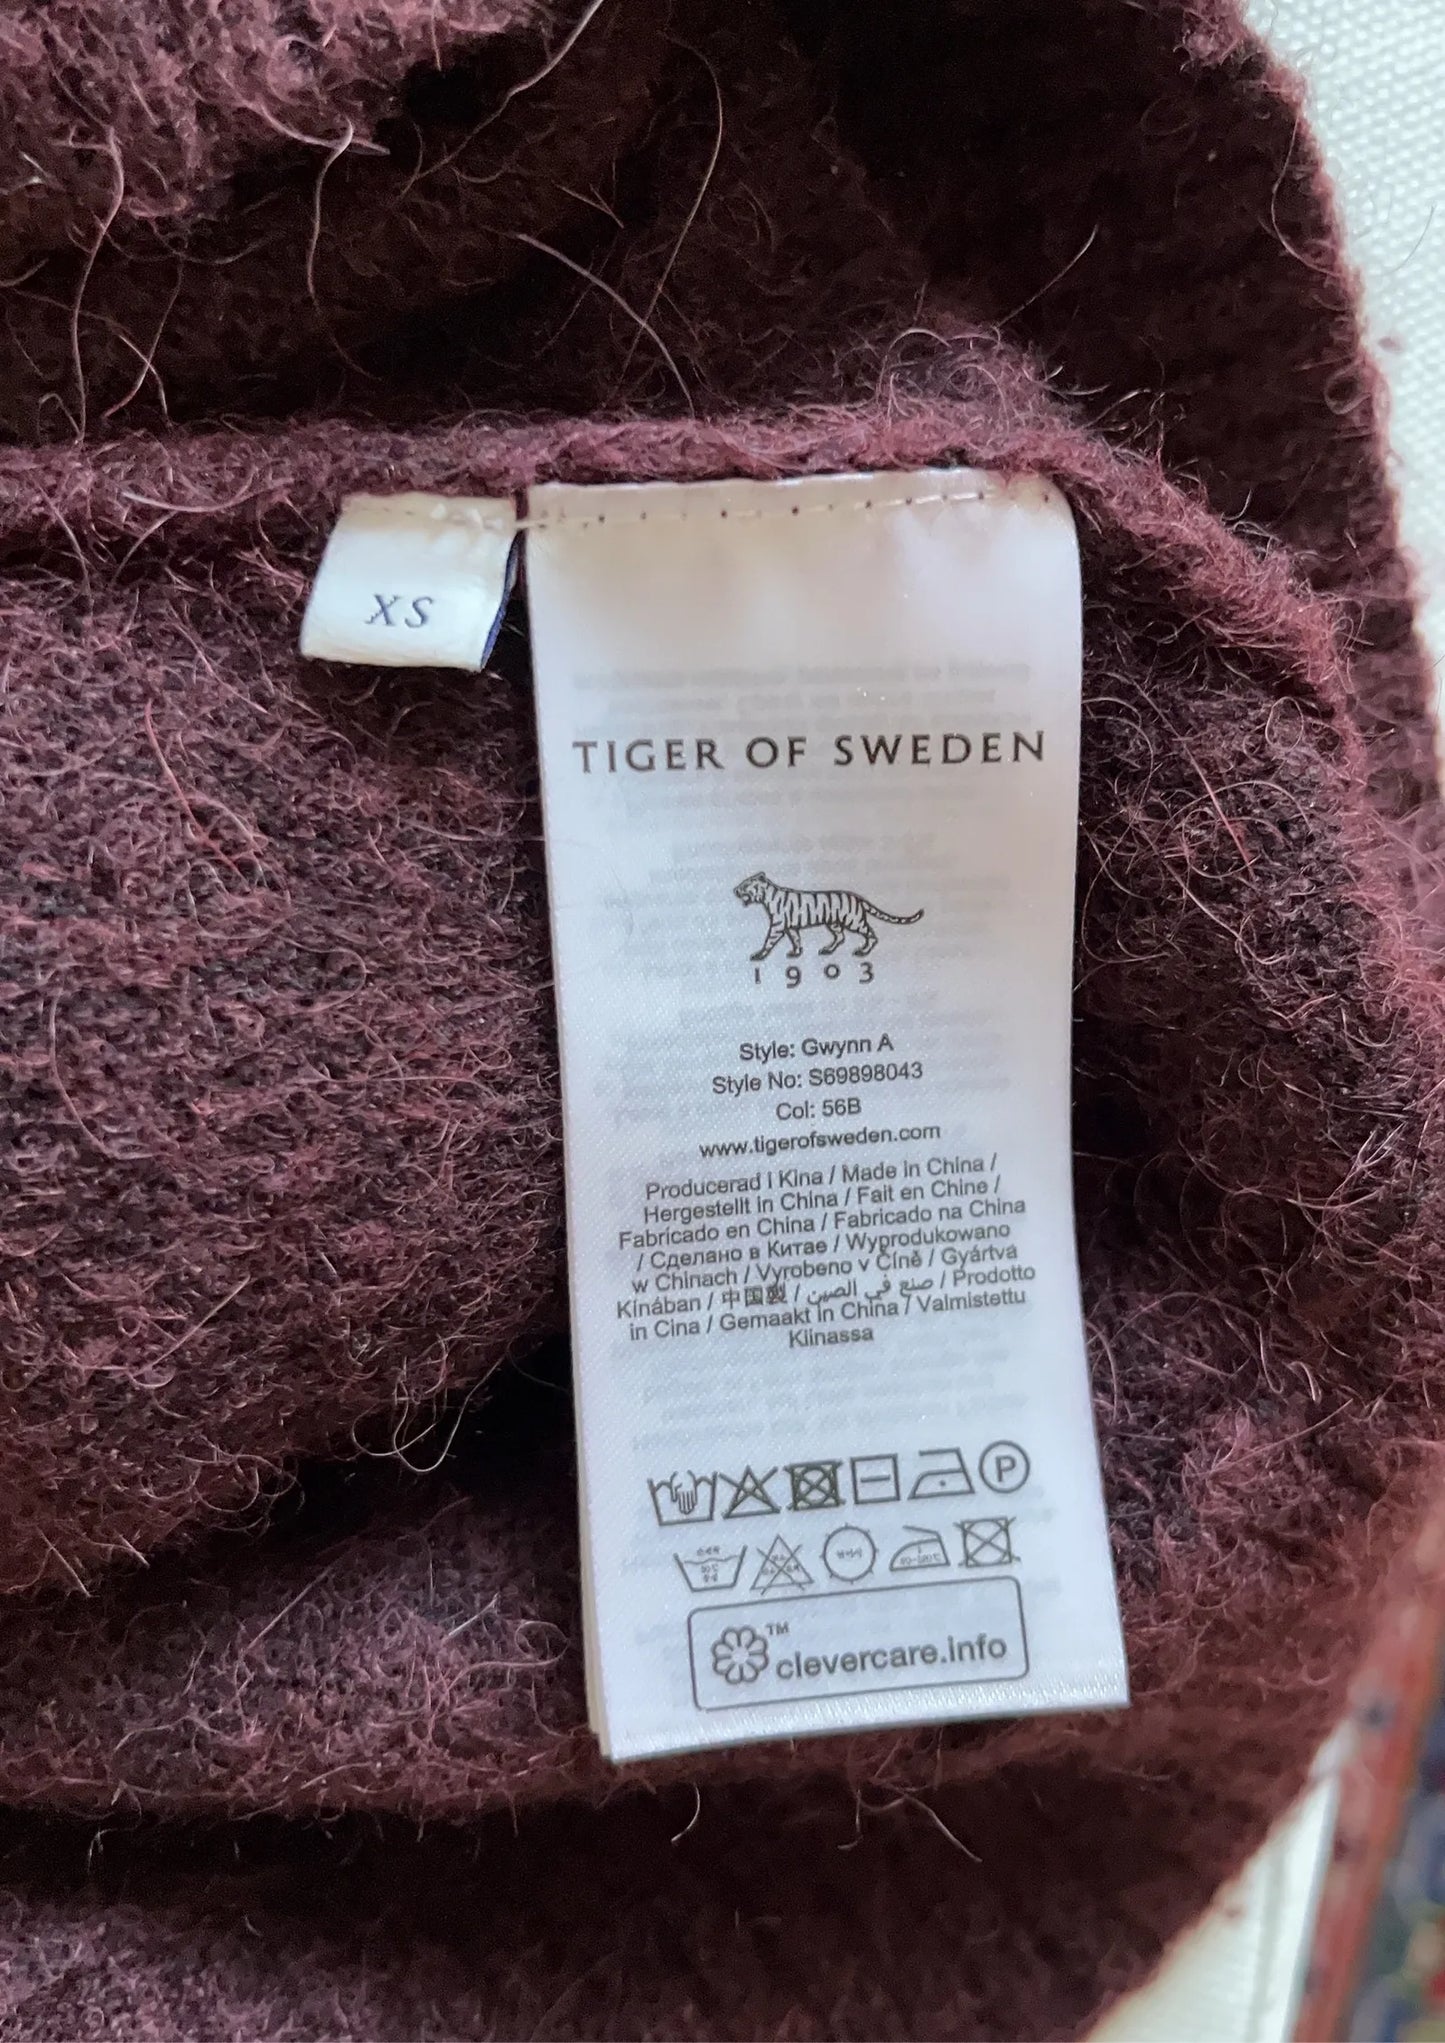 XS
TIGER OF SWEDEN
1903
Style: Gwynn A
Style No: S69898043
Col: 56B
www.tigerofsweden.com
Producerad i Kina / Made in China /
Hergestellt in China / Fait en Chine /
Fabricado en China / Fabricado na China
/ Сделано в Китае / Wyprodukowano
w Chinach / Vyrobeno v Číně / Gyártva
Kínában / 中国製 / صنع في الصين / Prodotto
in Cina / Gemaakt in China / Valmistettu
Kiinassa
P
TM
clevercare.info